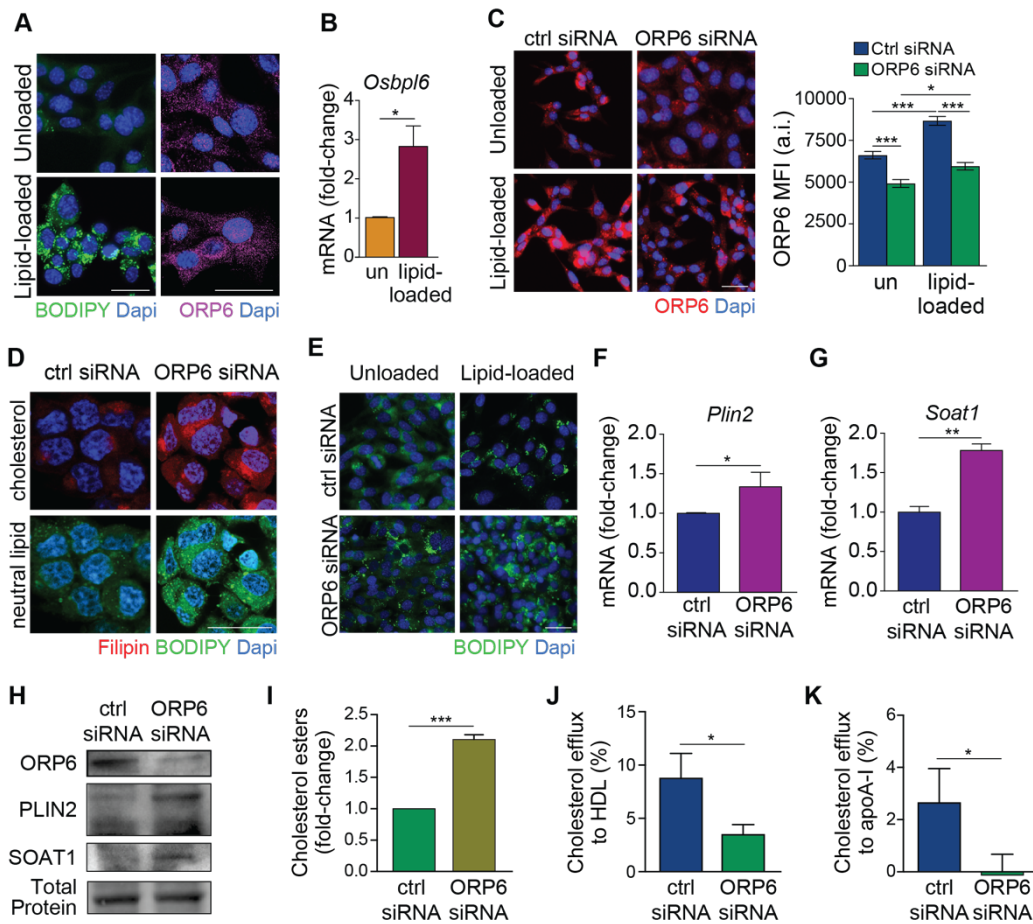 A
Unloaded
Lipid-loaded
BODIPY Dapi
ORP6 Dapi
B
Osbpl6
mRNA (fold-change)
4
3
2
1
0
*
un
lipid-
loaded
C
ctrl siRNA
ORP6 siRNA
Unloaded
Lipid-loaded
ORP6 Dapi
Ctrl siRNA
ORP6 siRNA
ORP6 MFI (a.i.)
10000
7500
5000
2500
0
*
***
***
***
un
lipid-
loaded
D
ctrl siRNA
ORP6 siRNA
cholesterol
neutral lipid
Filipin BODIPY Dapi
E
Unloaded
Lipid-loaded
ctrl siRNA
ORP6 siRNA
BODIPY Dapi
F
Plin2
mRNA (fold-change)
2.0
1.5
1.0
0.5
0.0
*
ctrl
siRNA
ORP6
siRNA
G
Soat1
mRNA (fold-change)
2.0
1.5
1.0
0.5
0.0
**
ctrl
siRNA
ORP6
siRNA
H
ctrl
siRNA
ORP6
siRNA
ORP6
PLIN2
SOAT1
Total
Protein
I
Cholesterol esters
(fold-change)
2.5
2.0
1.5
1.0
0.5
0.0
***
ctrl
siRNA
ORP6
siRNA
J
Cholesterol efflux
to HDL (%)
15
10
5
0
*
ctrl
siRNA
ORP6
siRNA
K
Cholesterol efflux
to apoA-I (%)
6
4
2
0
*
ctrl
siRNA
ORP6
siRNA